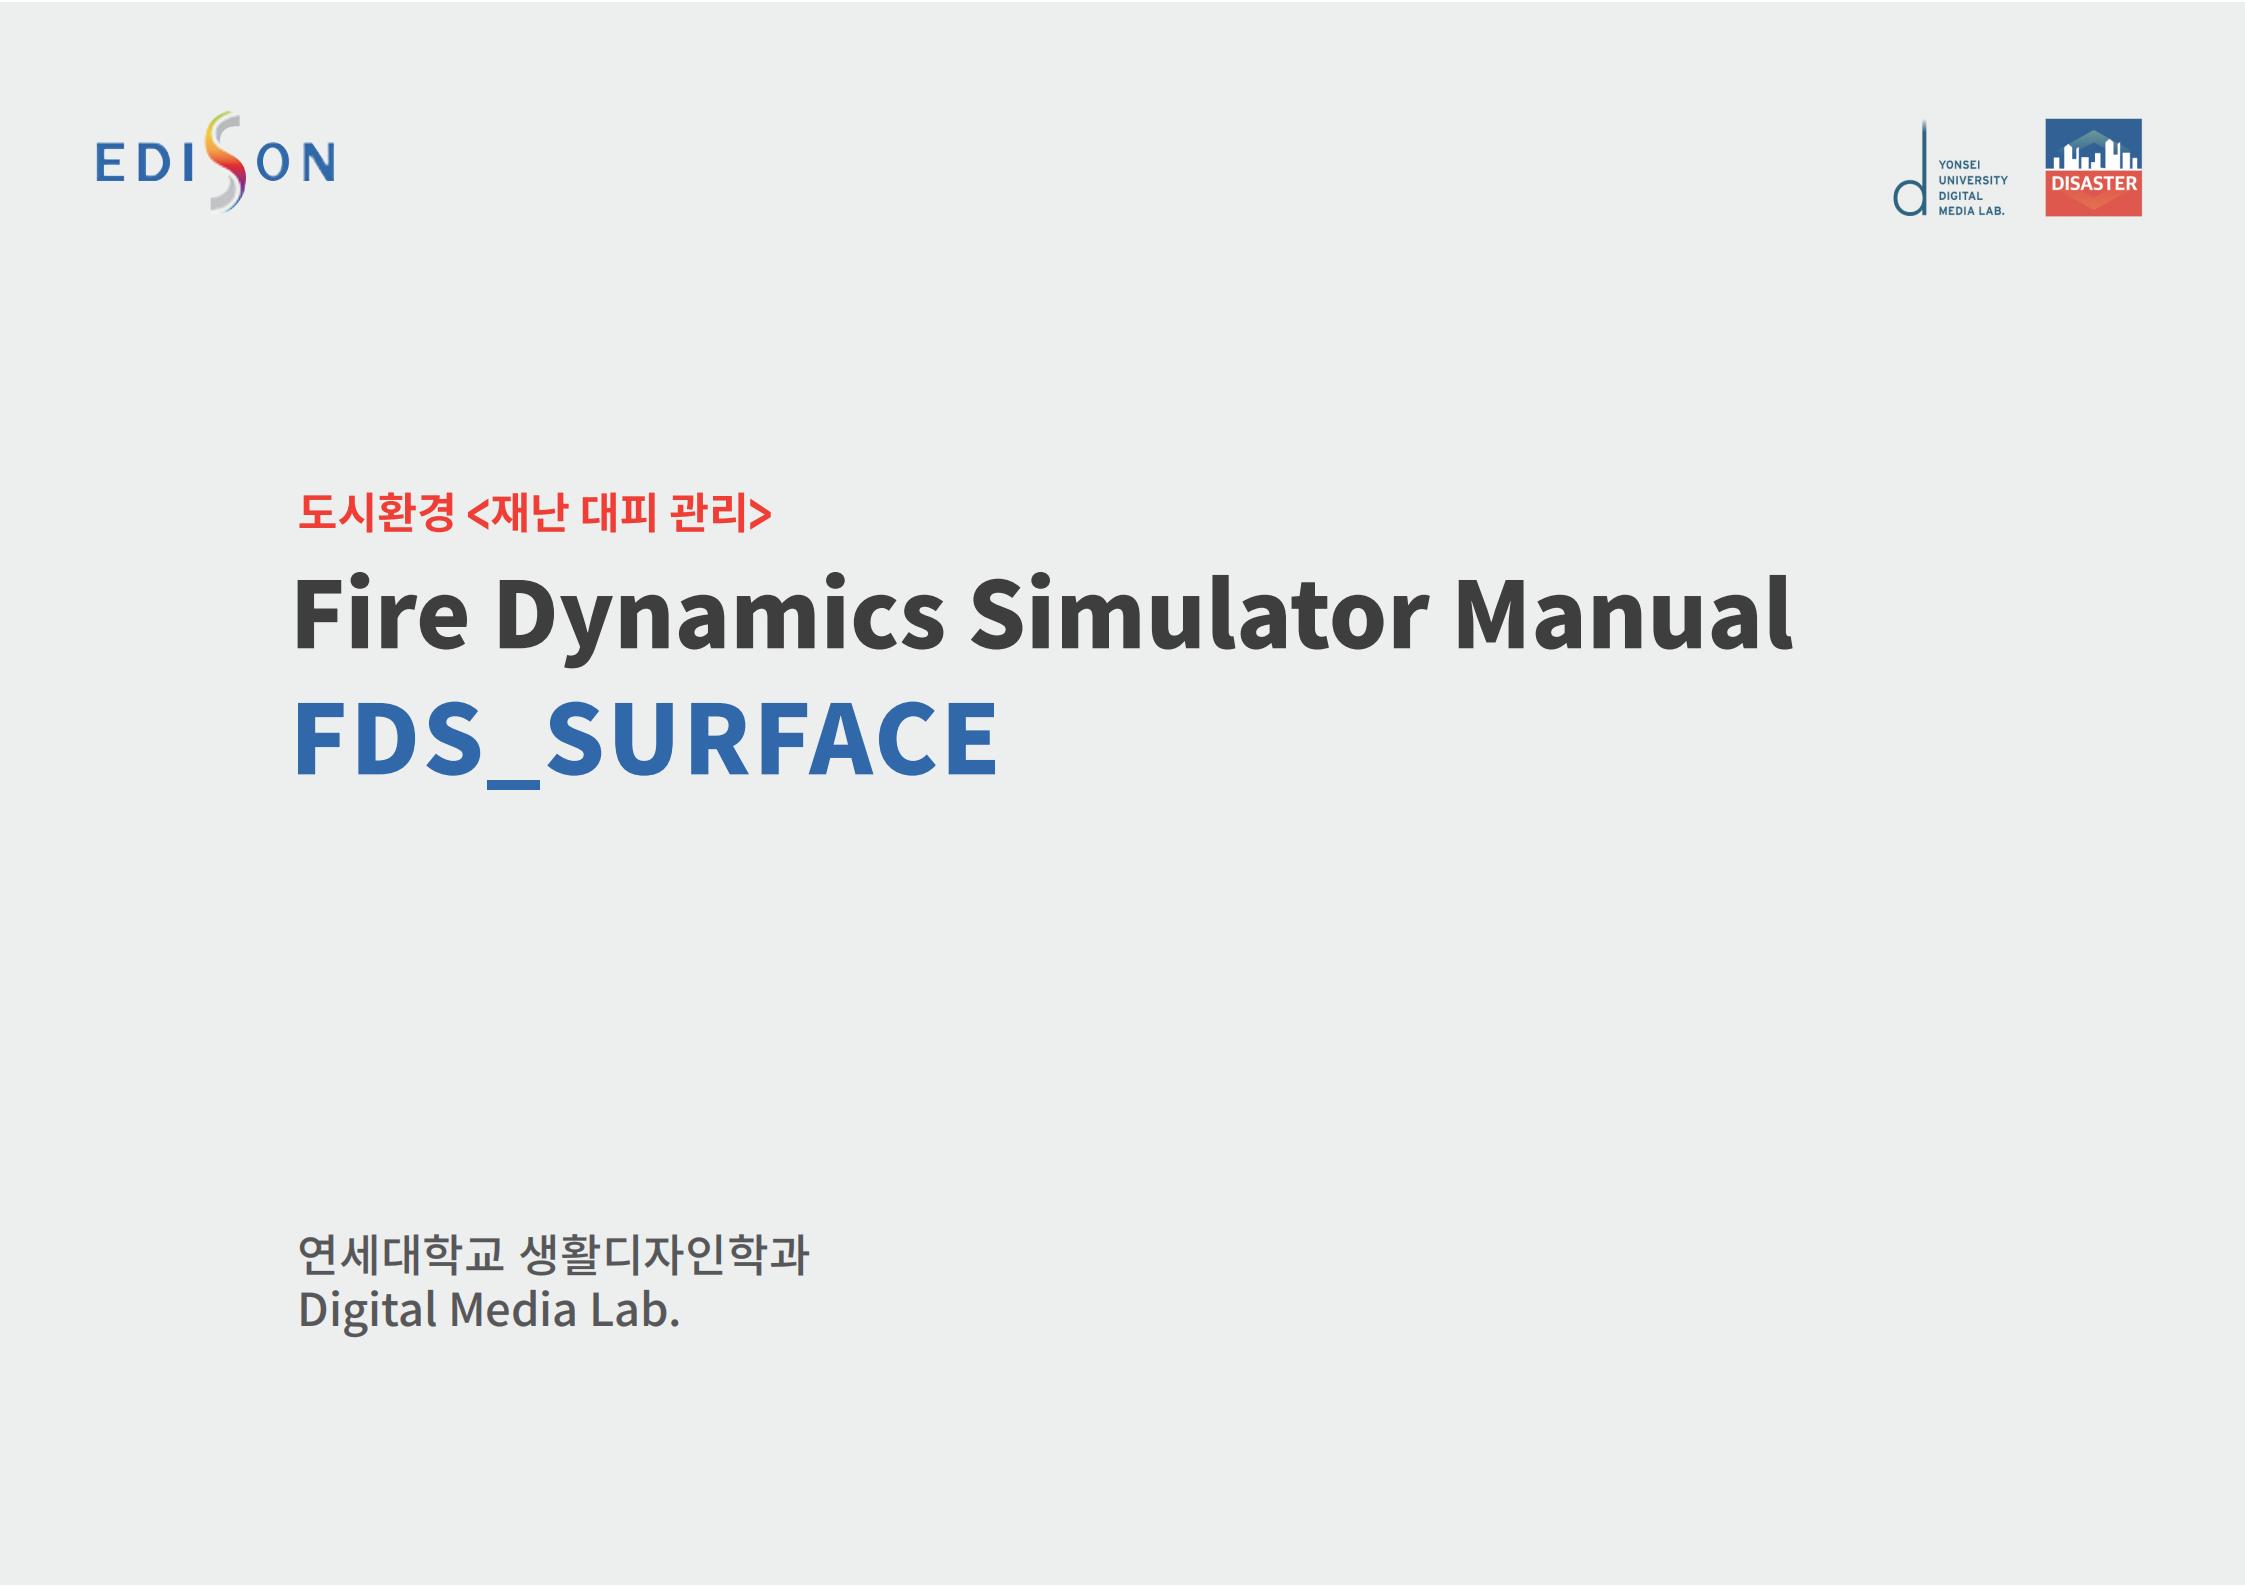 EDISON
YONSEI
UNIVERSITY
DIGITAL
MEDIA LAB.
DISASTER
도시환경 <재난 대피 관리>
Fire Dynamics Simulator Manual
FDS_SURFACE
연세대학교 생활디자인학과
Digital Media Lab.